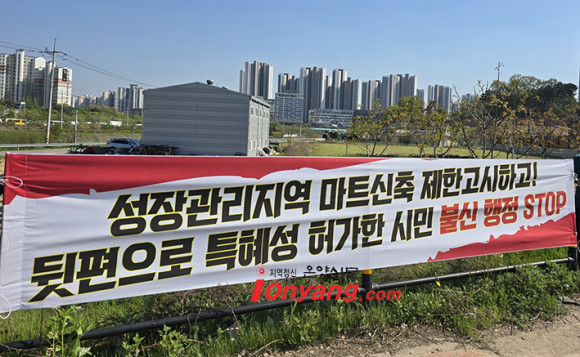 성장관리지역 마트신축 제한고시하고!
뒷편으로 특혜성 허가한 시민 불신 행정 STOP
지역정신 온양신문
1onyang.com